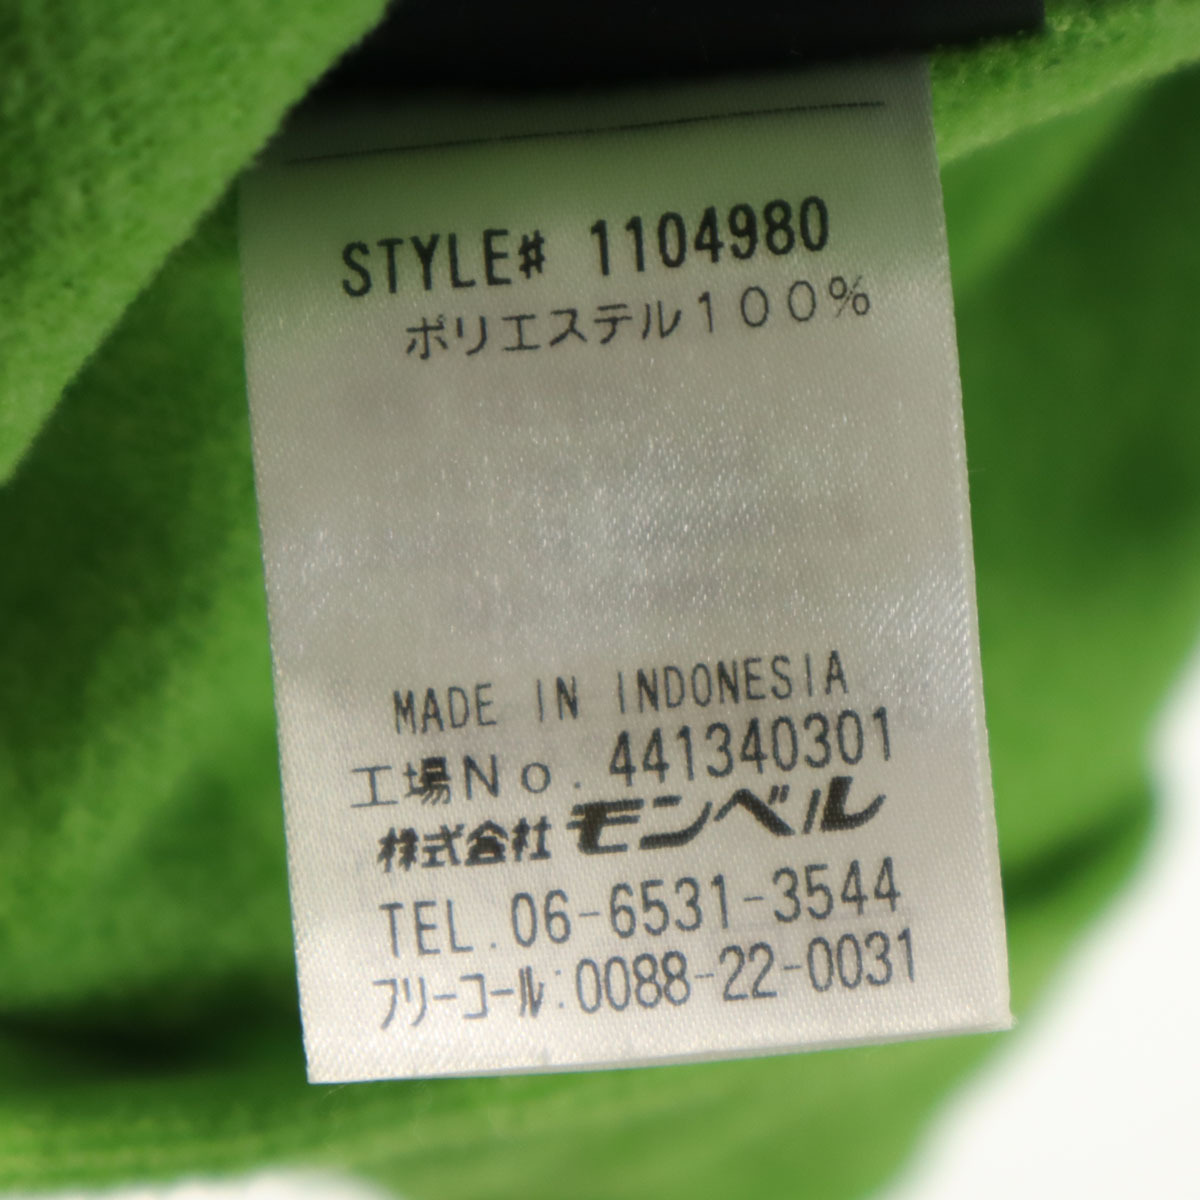 STYLE# 1104980
ポリエステル100%
MADE IN INDONESIA
工場No. 441340301
株式会社 モンベル
TEL. 06-6531-3544
フリーコール:0088-22-0031